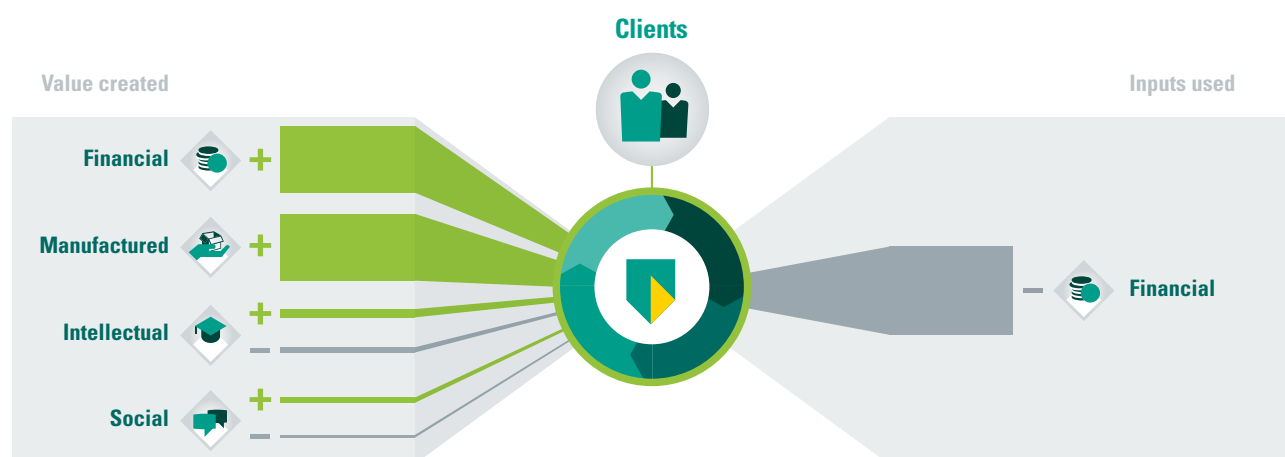 Clients
Value created
Inputs used
Financial
+
Manufactured
+
Intellectual
+
−
Social
+
−
−
Financial